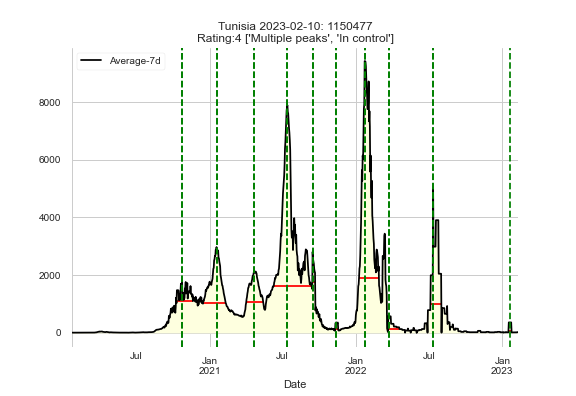 Tunisia 2023-02-10: 1150477
Rating:4 ['Multiple peaks', 'In control']
Average-7d
8000
6000
4000
2000
0
Jul
Jan
2021
Jul
Jan
2022
Jul
Jan
2023
Date